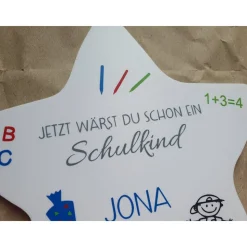 JETZT WÄRST DU SCHON EIN
1+3=4
Schulkind
B
C
JONA